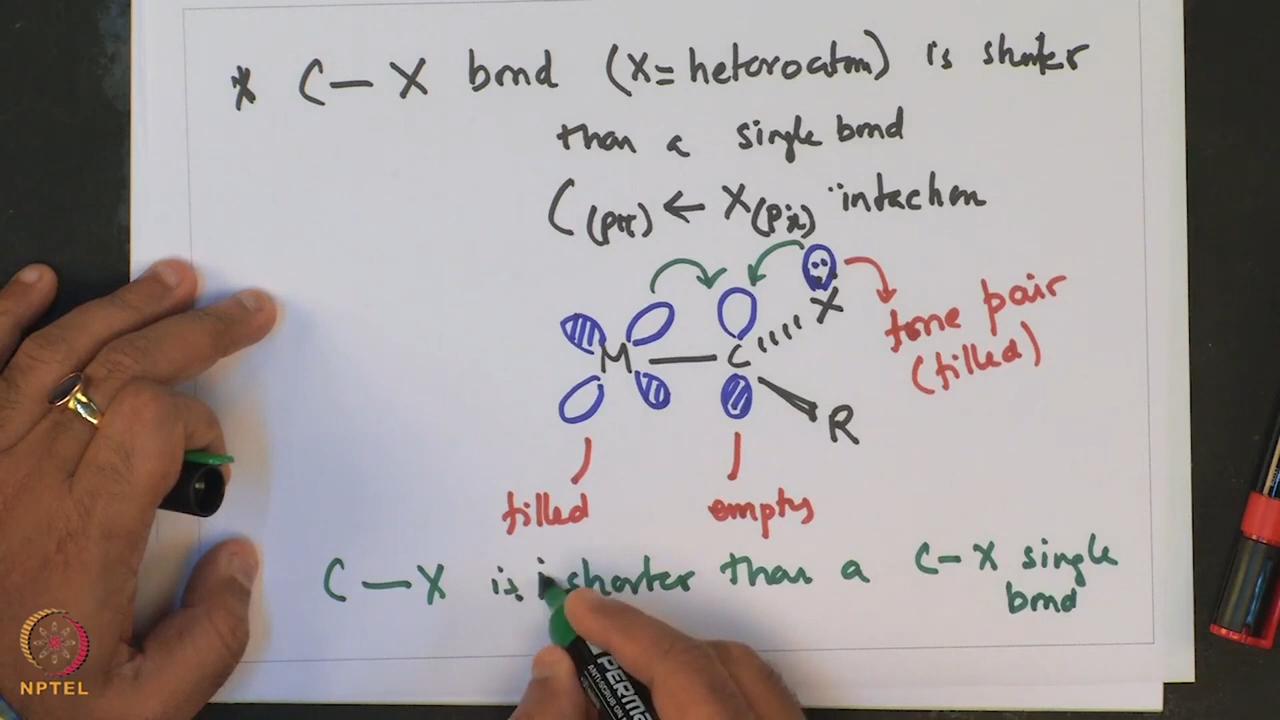 * C — X bond (X = heteroatom) is shorter
than a single bond
C(pπ) ← X(pπ) interaction
X
lone pair
(filled)
M — C
R
filled empty
C — X is shorter than a C – X single
bond
PERMA
NPTEL